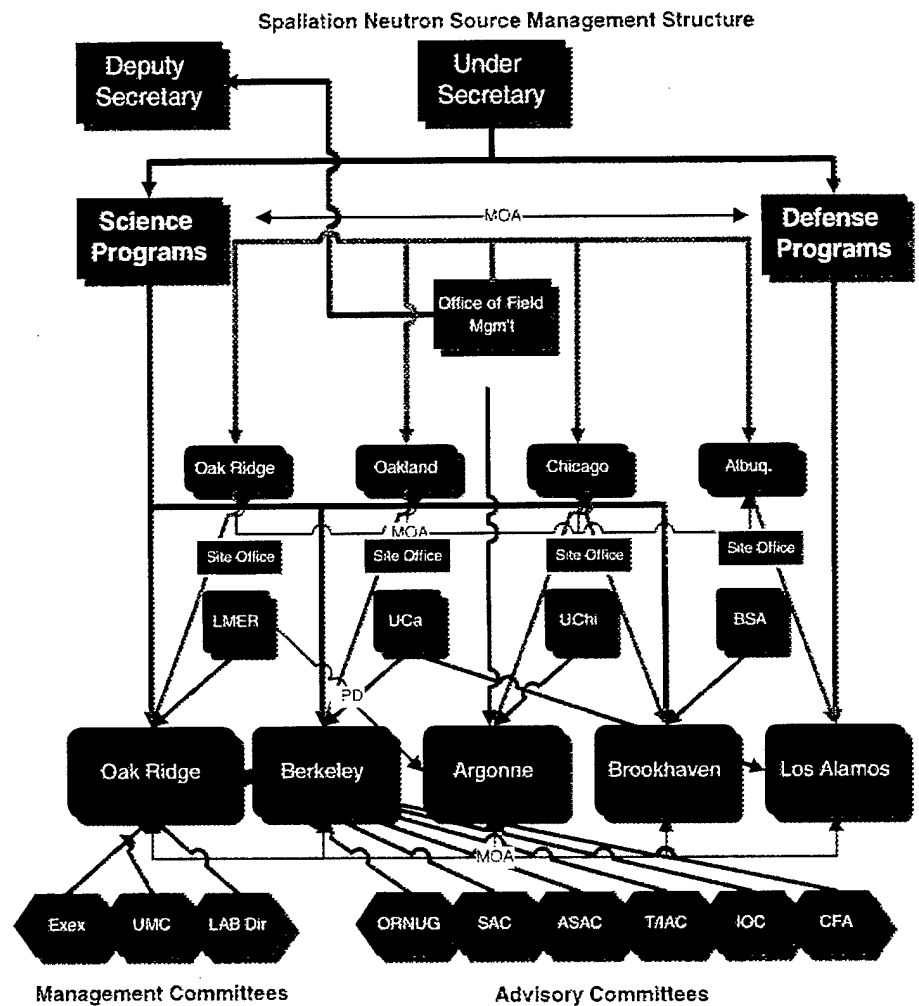 Spallation Neutron Source Management Structure
Deputy
Secretary
Under
Secretary
Science
Programs
MOA
Defense
Programs
Office of Field
Mgm't
Oak Ridge
Oakland
Chicago
Albuq.
MOA
Site Office
Site Office
Site Office
Site Office
LMER
UCa
UChi
BSA
PD
Oak Ridge
Berkeley
Argonne
Brookhaven
Los Alamos
MOA
Exex
UMC
LAB Dir
ORNUG
SAC
ASAC
T/IAC
IOC
CFA
Management Committees
Advisory Committees